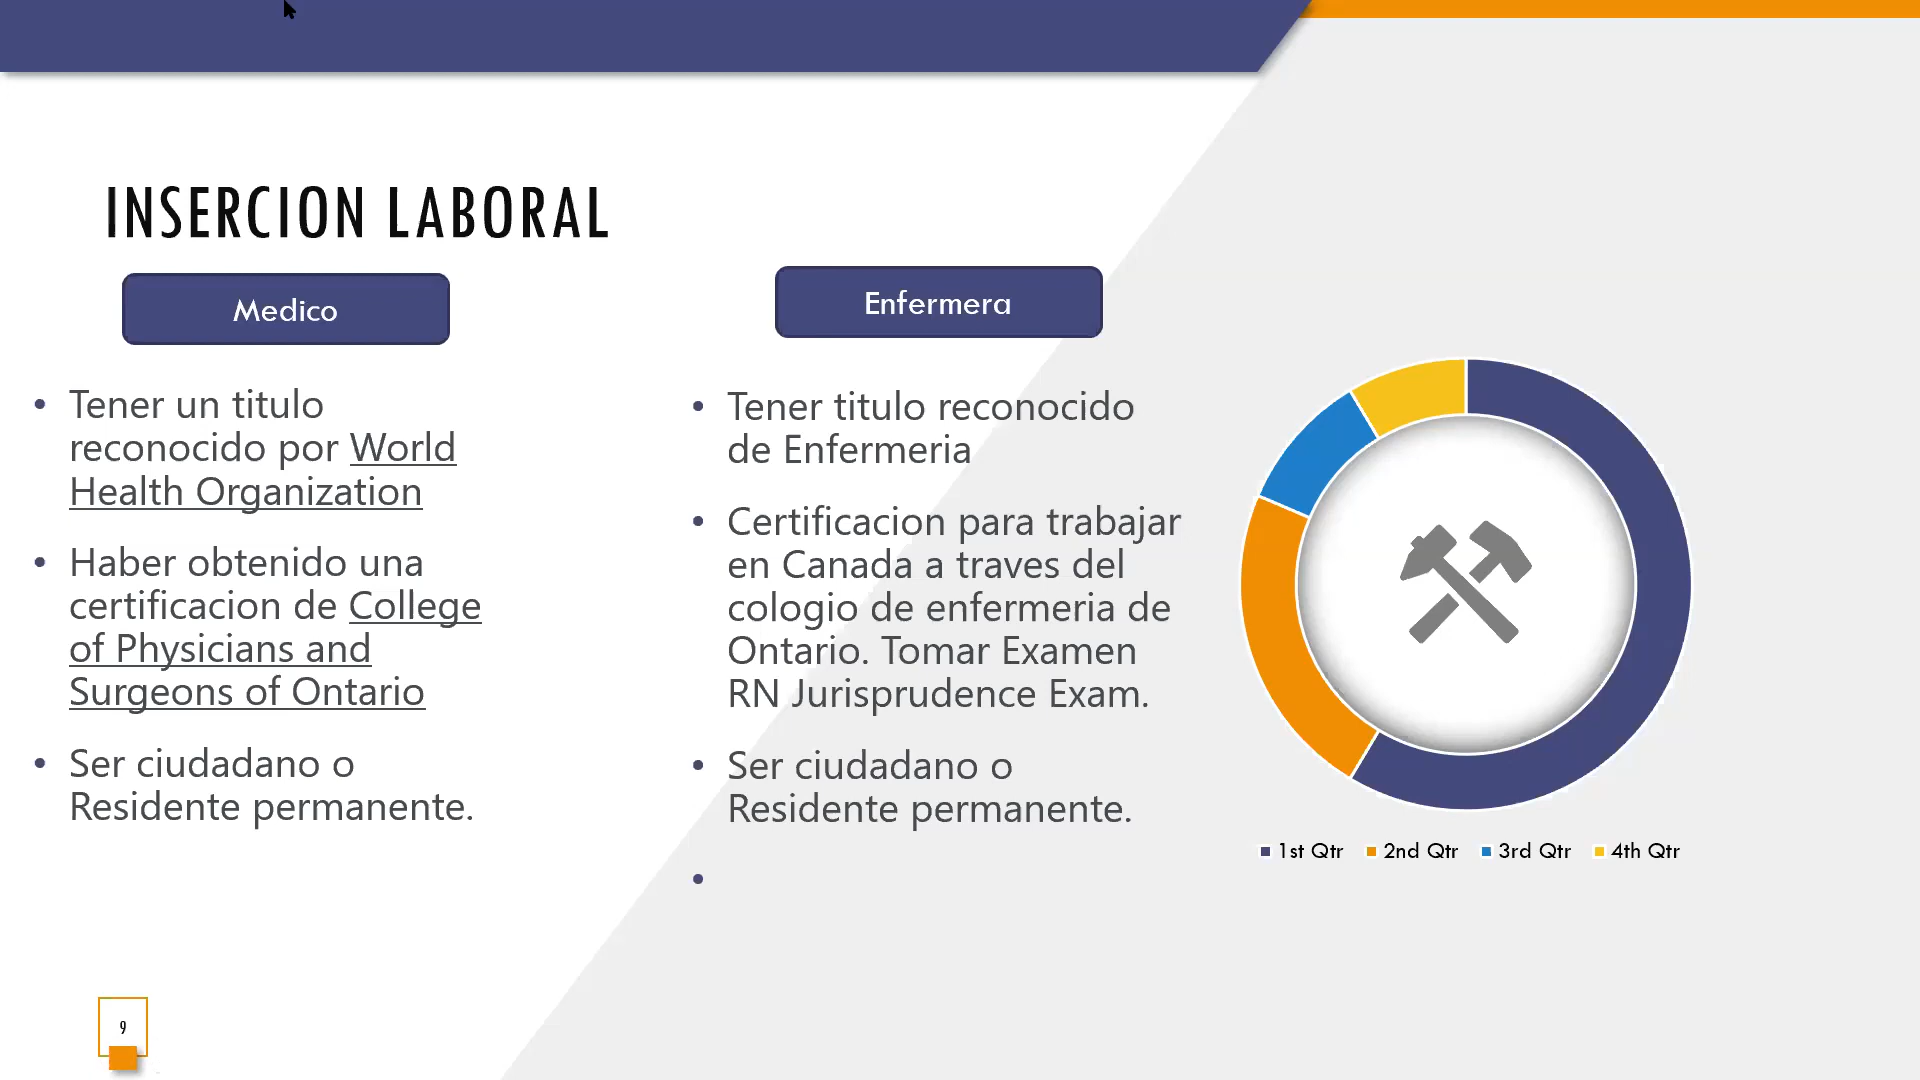 INSERCION LABORAL
Medico
• Tener un titulo
reconocido por World
Health Organization
• Haber obtenido una
certificacion de College
of Physicians and
Surgeons of Ontario
• Ser ciudadano o
Residente permanente.
Enfermera
• Tener titulo reconocido
de Enfermeria
• Certificacion para trabajar
en Canada a traves del
cologio de enfermeria de
Ontario. Tomar Examen
RN Jurisprudence Exam.
• Ser ciudadano o
Residente permanente.
•
1st Qtr 2nd Qtr 3rd Qtr 4th Qtr
9